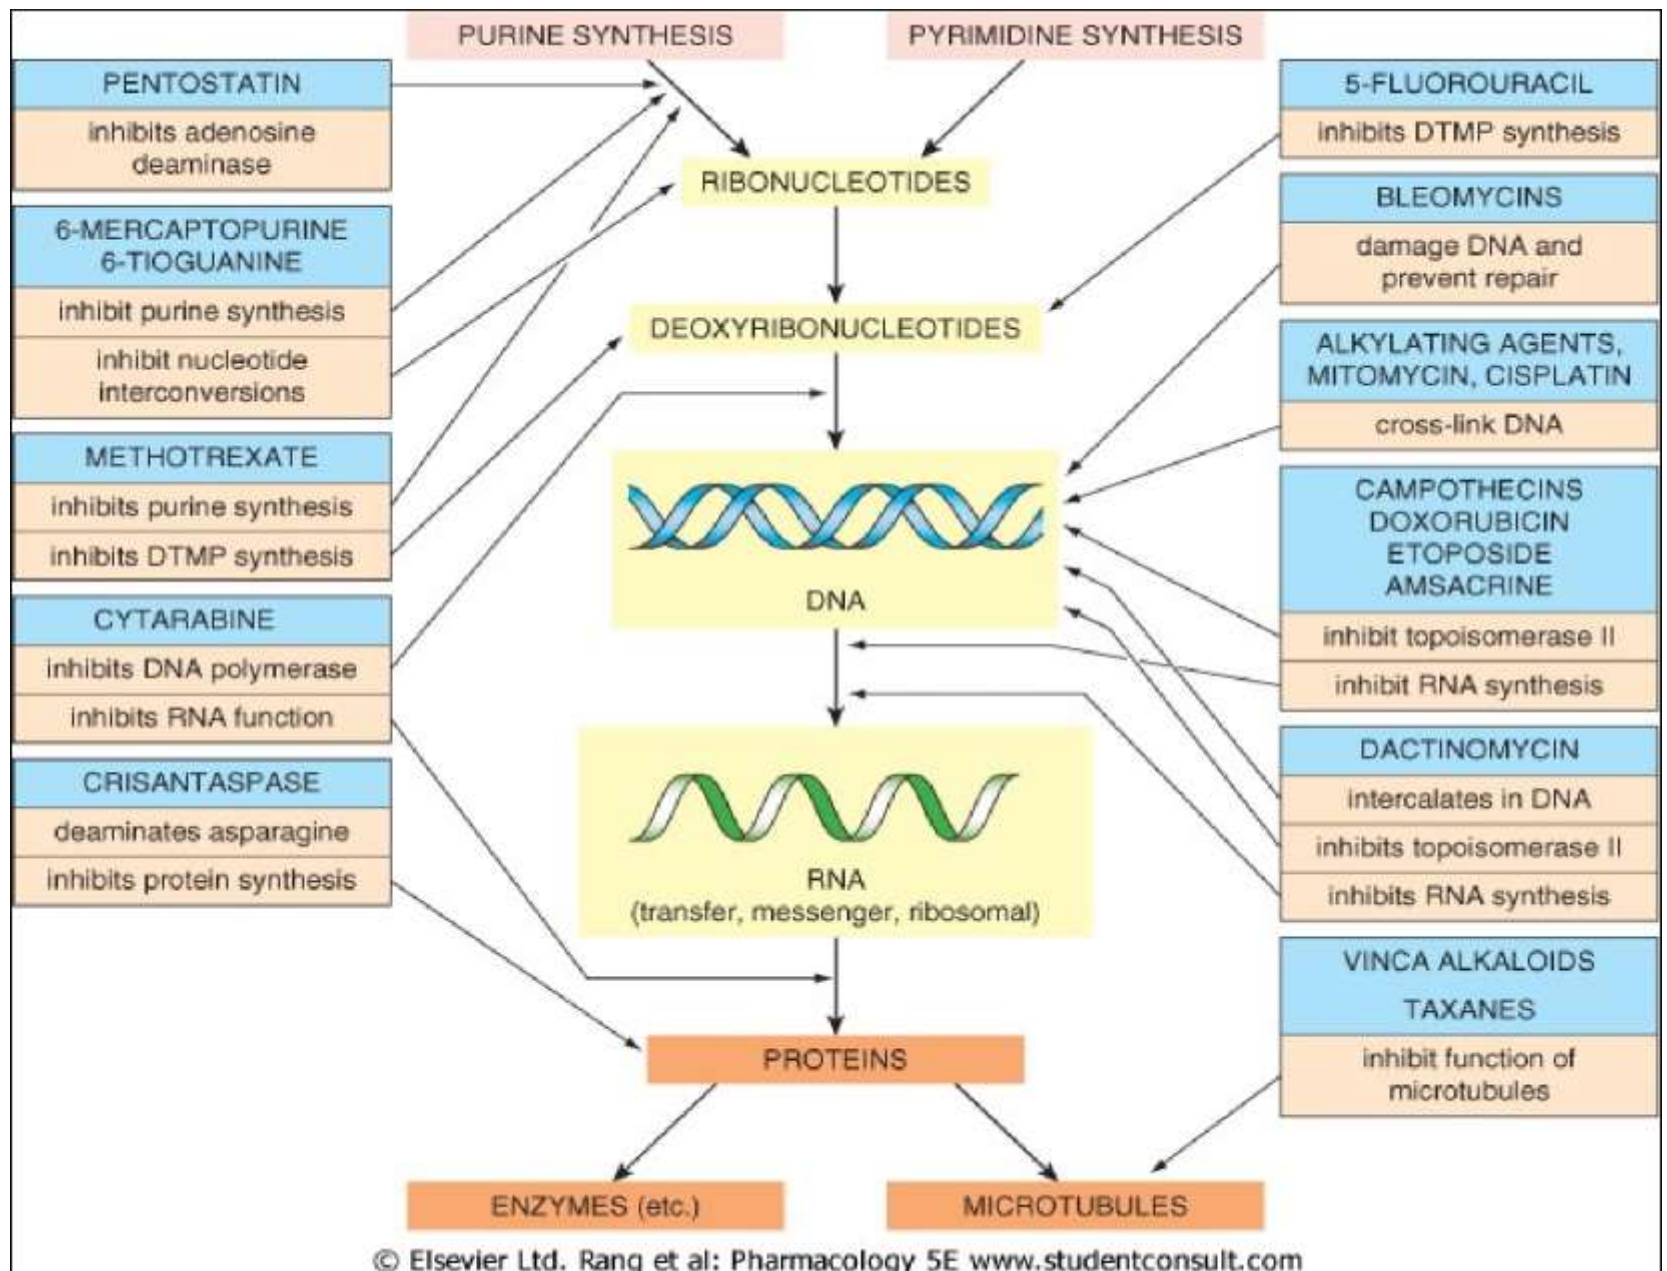 PURINE SYNTHESIS
PYRIMIDINE SYNTHESIS
PENTOSTATIN
inhibits adenosine
deaminase
6-MERCAPTOPURINE
6-TIOGUANINE
inhibit purine synthesis
inhibit nucleotide
interconversions
METHOTREXATE
inhibits purine synthesis
inhibits DTMP synthesis
CYTARABINE
inhibits DNA polymerase
inhibits RNA function
CRISANTASPASE
deaminates asparagine
inhibits protein synthesis
RIBONUCLEOTIDES
DEOXYRIBONUCLEOTIDES
DNA
RNA
(transfer, messenger, ribosomal)
PROTEINS
ENZYMES (etc.)
MICROTUBULES
5-FLUOROURACIL
inhibits DTMP synthesis
BLEOMYCINS
damage DNA and
prevent repair
ALKYLATING AGENTS,
MITOMYCIN, CISPLATIN
cross-link DNA
CAMPOTHECINS
DOXORUBICIN
ETOPOSIDE
AMSACRINE
inhibit topoisomerase II
inhibit RNA synthesis
DACTINOMYCIN
intercalates in DNA
inhibits topoisomerase II
inhibits RNA synthesis
VINCA ALKALOIDS
TAXANES
inhibit function of
microtubules
© Elsevier Ltd. Rang et al: Pharmacology 5E www.studentconsult.com